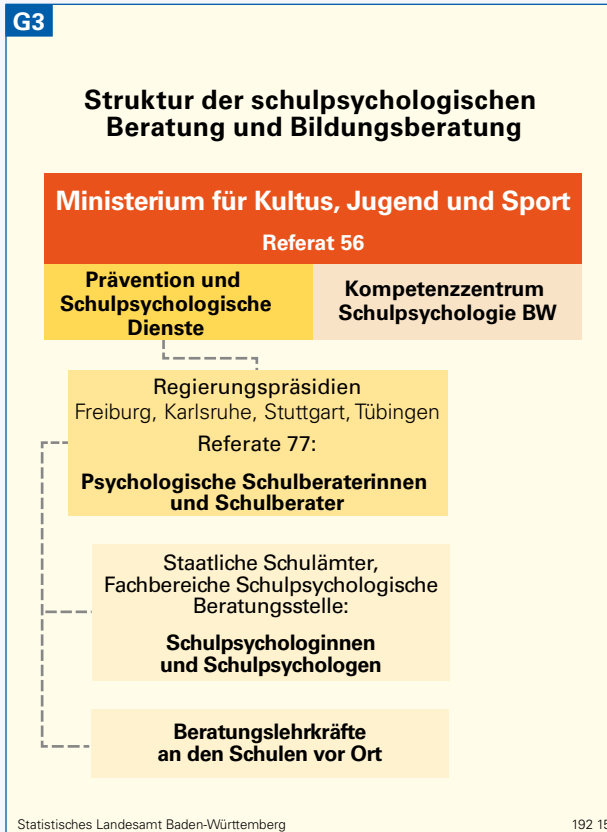 G3
Struktur der schulpsychologischen
Beratung und Bildungsberatung
Ministerium für Kultus, Jugend und Sport
Referat 56
Prävention und
Schulpsychologische
Dienste
Kompetenzzentrum
Schulpsychologie BW
Regierungspräsidien
Freiburg, Karlsruhe, Stuttgart, Tübingen
Referate 77:
Psychologische Schulberaterinnen
und Schulberater
Staatliche Schulämter,
Fachbereiche Schulpsychologische
Beratungsstelle:
Schulpsychologinnen
und Schulpsychologen
Beratungslehrkräfte
an den Schulen vor Ort
Statistisches Landesamt Baden-Württemberg
192 15